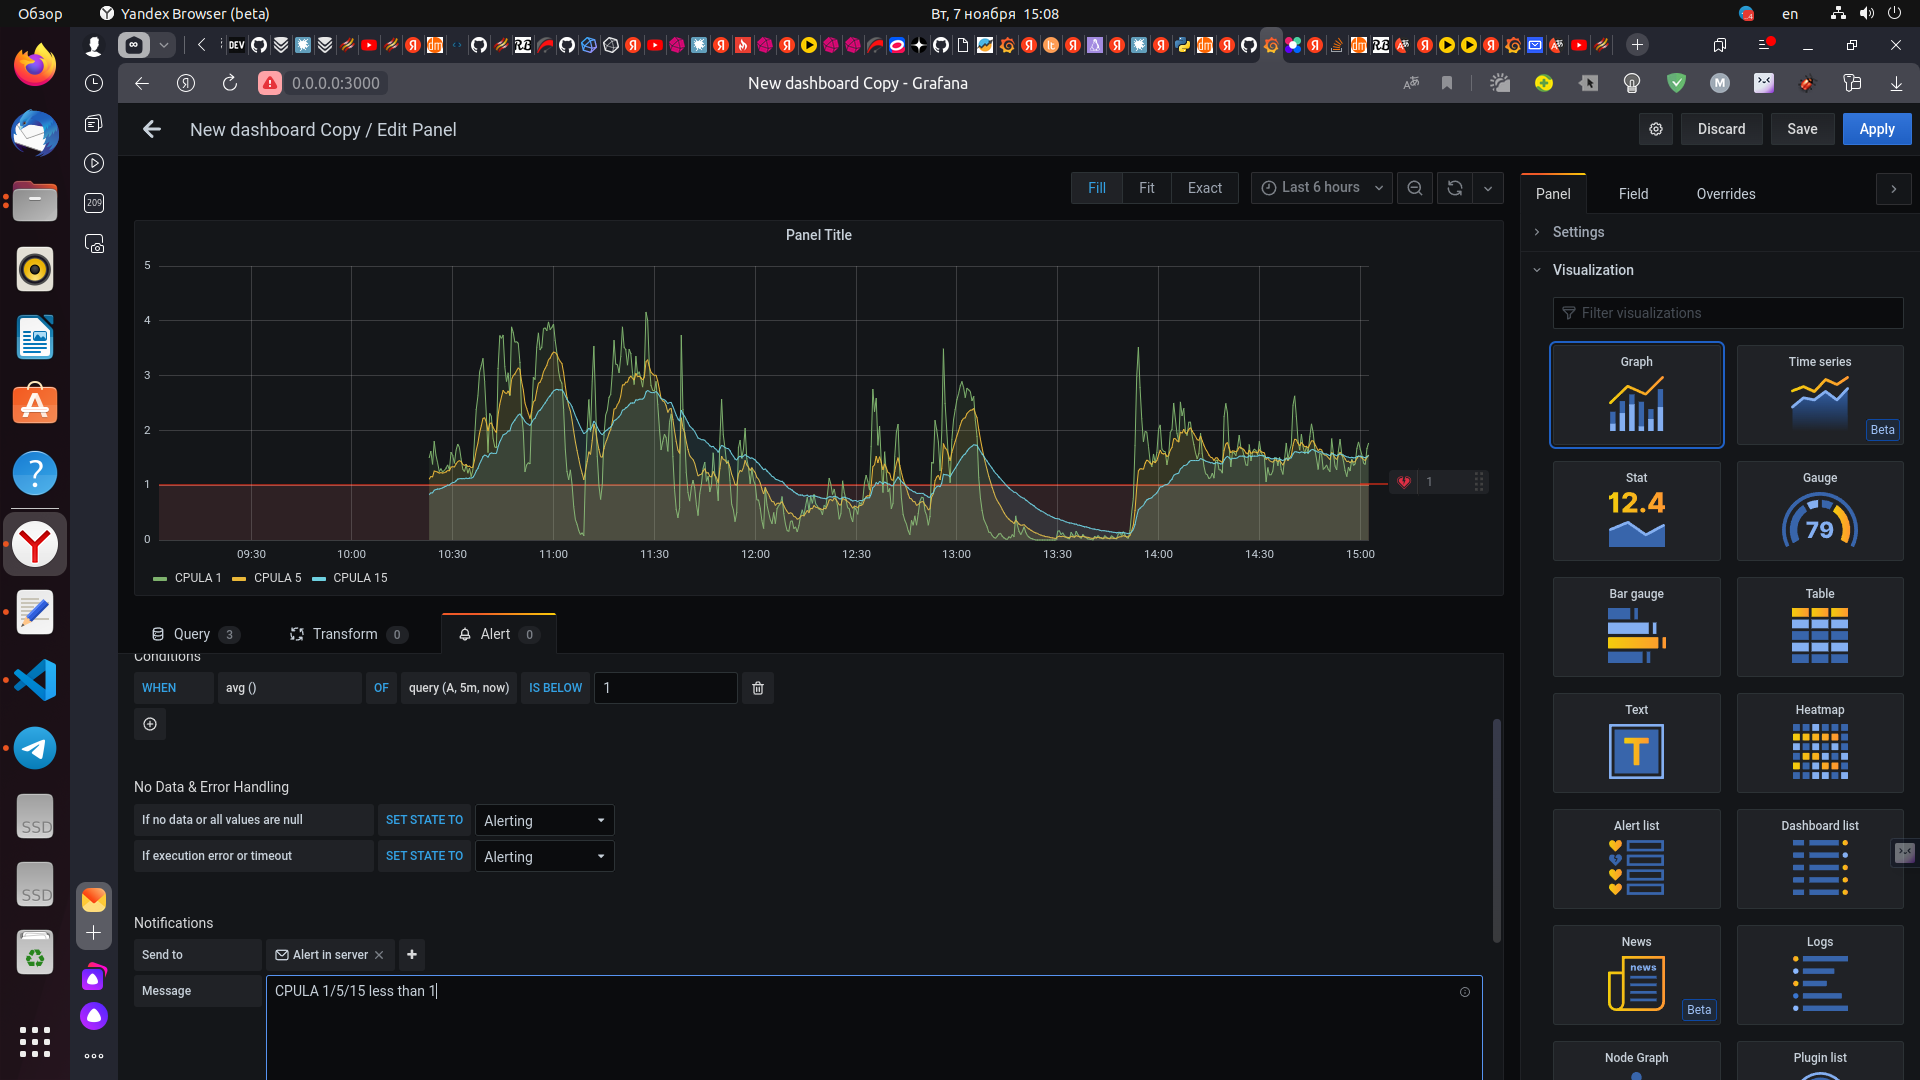 Обзор
Yandex Browser (beta)
Вт, 7 ноября 15:08
en
DEV
0.0.0.0:3000
New dashboard Copy - Grafana
209
New dashboard Copy / Edit Panel
Discard
Save
Apply
Fill
Fit
Exact
Last 6 hours
Panel
Field
Overrides
Settings
Visualization
Filter visualizations
Panel Title
5
4
3
2
1
0
1
09:30
10:00
10:30
11:00
11:30
12:00
12:30
13:00
13:30
14:00
14:30
15:00
CPULA 1
CPULA 5
CPULA 15
Query 3
Transform 0
Alert 0
Conditions
WHEN
avg ()
OF
query (A, 5m, now)
IS BELOW
1
No Data & Error Handling
If no data or all values are null
SET STATE TO
Alerting
If execution error or timeout
SET STATE TO
Alerting
Notifications
Send to
Alert in server
Message
CPULA 1/5/15 less than 1
Graph
Time series
Beta
Stat
12.4
Gauge
79
Bar gauge
Table
Text
T
Heatmap
Alert list
Dashboard list
News
news
Beta
Logs
Node Graph
Plugin list
SSD
SSD